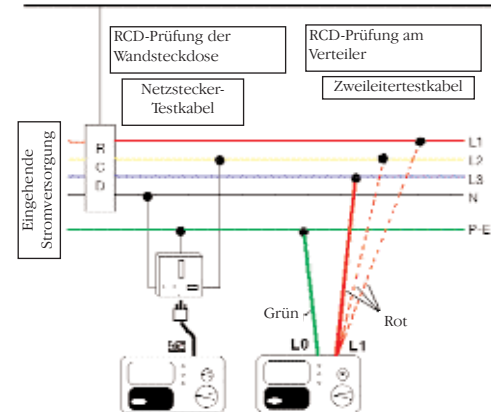 RCD-Prüfung der
Wandsteckdose
RCD-Prüfung am
Verteiler
Netzstecker-
Testkabel
Zweileitertestkabel
Eingehende
Stromversorgung
R
C
D
L1
L2
L3
N
P-E
Grün
Rot
L0
L1